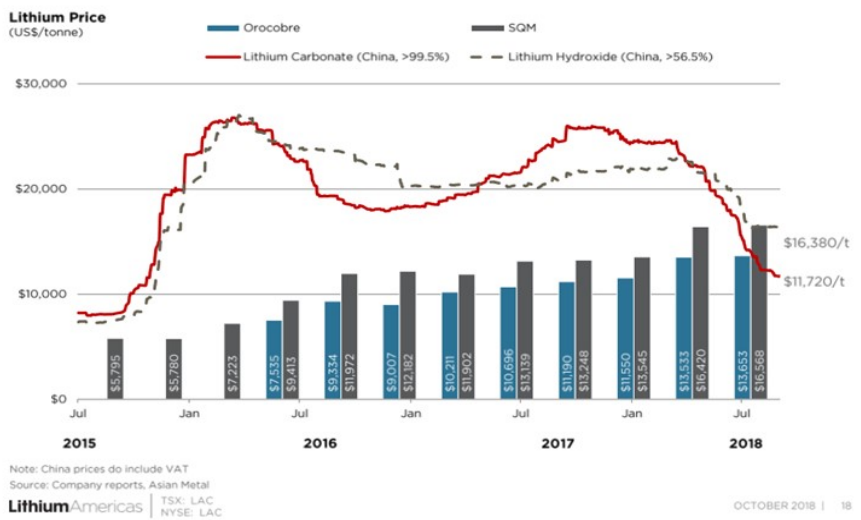 Lithium Price
(US$/tonne)
Orocobre
SQM
Lithium Carbonate (China, >99.5%)
Lithium Hydroxide (China, >56.5%)
$30,000
$20,000
$10,000
$0
$16,380/t
$11,720/t
$5,795
$5,780
$7,223
$7,535
$9,413
$9,334
$11,972
$9,007
$12,182
$10,211
$11,902
$10,696
$13,139
$11,190
$13,248
$11,550
$13,545
$13,533
$16,420
$13,653
$16,568
Jul Jan Jul Jan Jul Jan Jul
2015 2016 2017 2018
Note: China prices do include VAT
Source: Company reports, Asian Metal
LithiumAmericas
TSX: LAC
NYSE: LAC
OCTOBER 2018 | 18